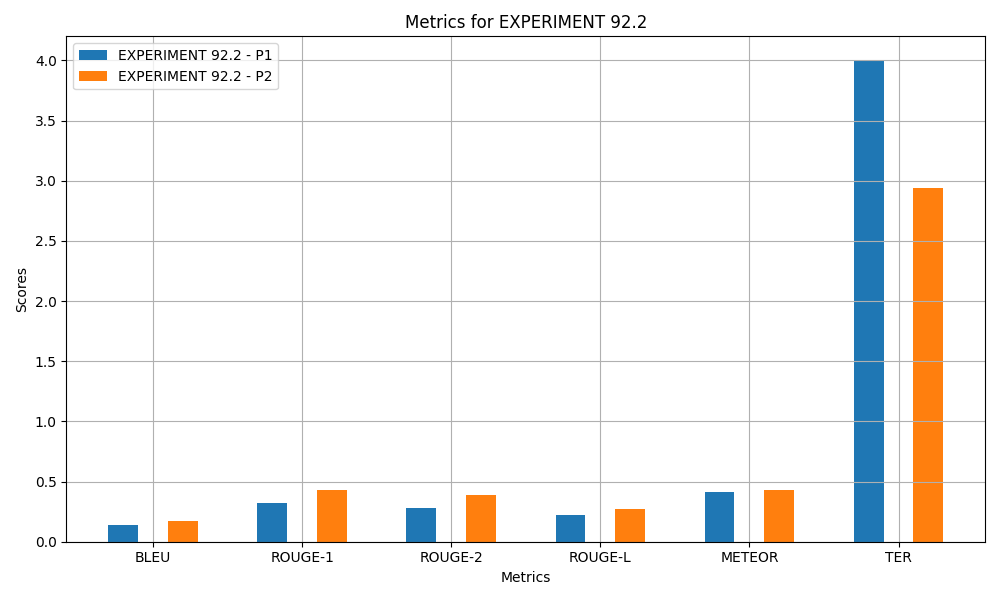 Metrics for EXPERIMENT 92.2
EXPERIMENT 92.2 - P1
EXPERIMENT 92.2 - P2
Scores
4.0
3.5
3.0
2.5
2.0
1.5
1.0
0.5
0.0
BLEU
ROUGE-1
ROUGE-2
ROUGE-L
METEOR
TER
Metrics